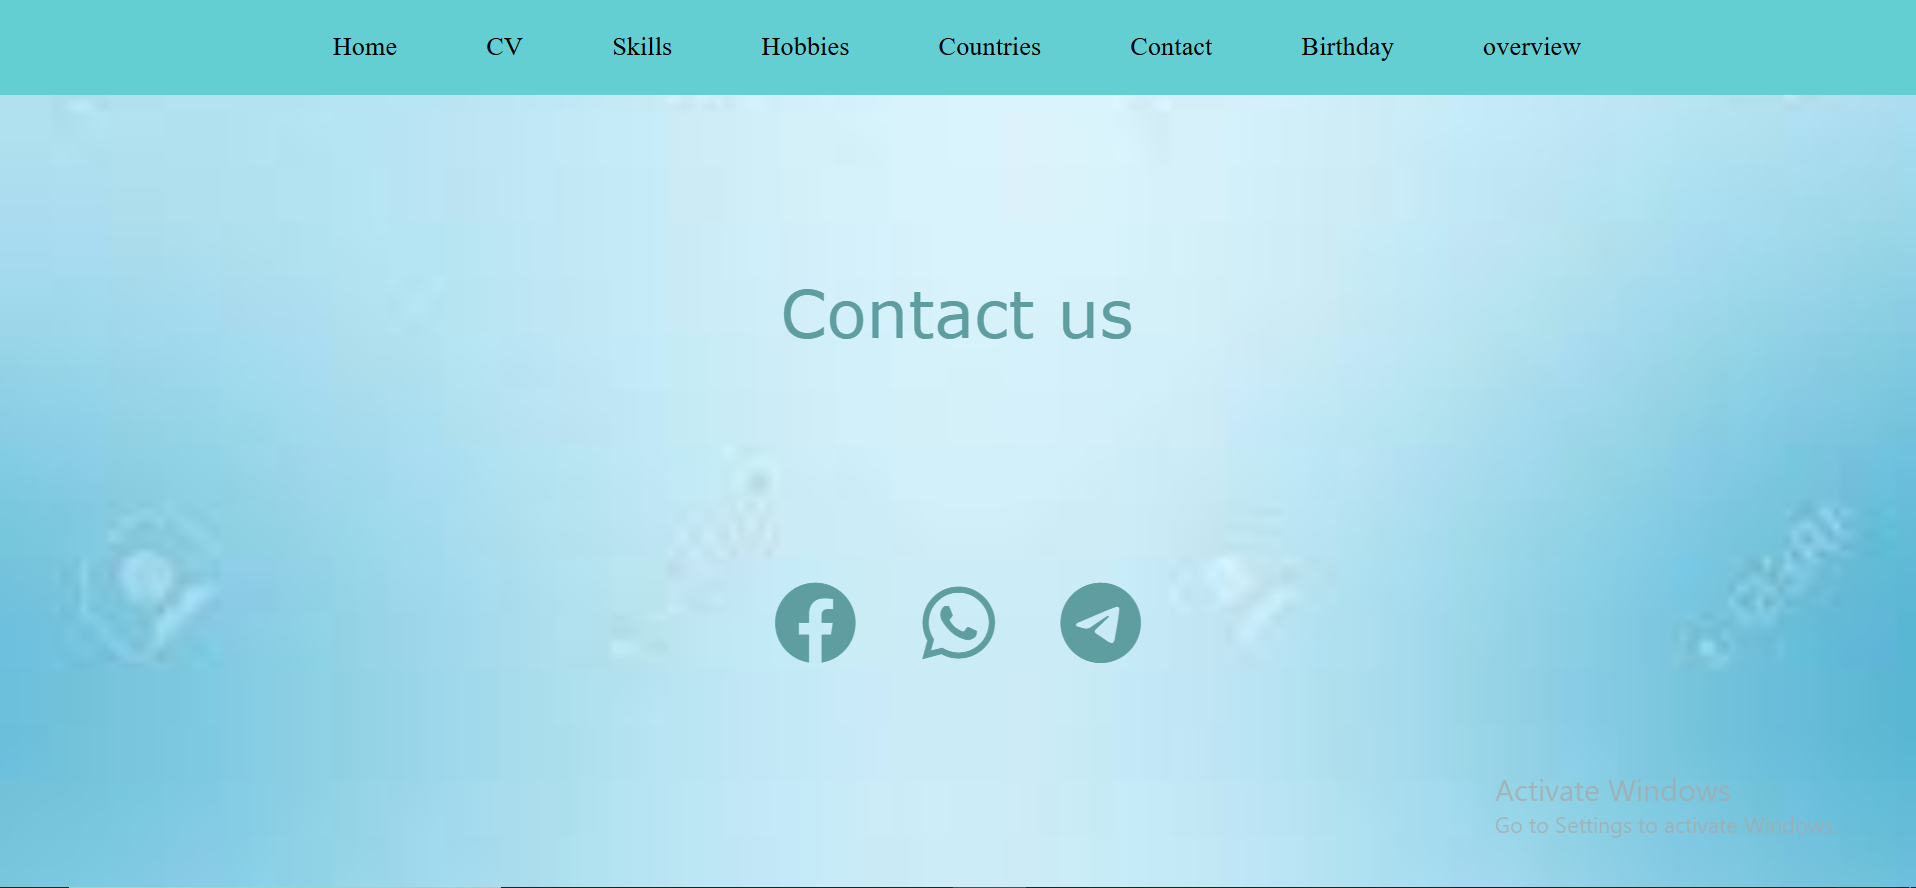 Home CV Skills Hobbies Countries Contact Birthday overview
Contact us
Activate Windows
Go to Settings to activate Windows.